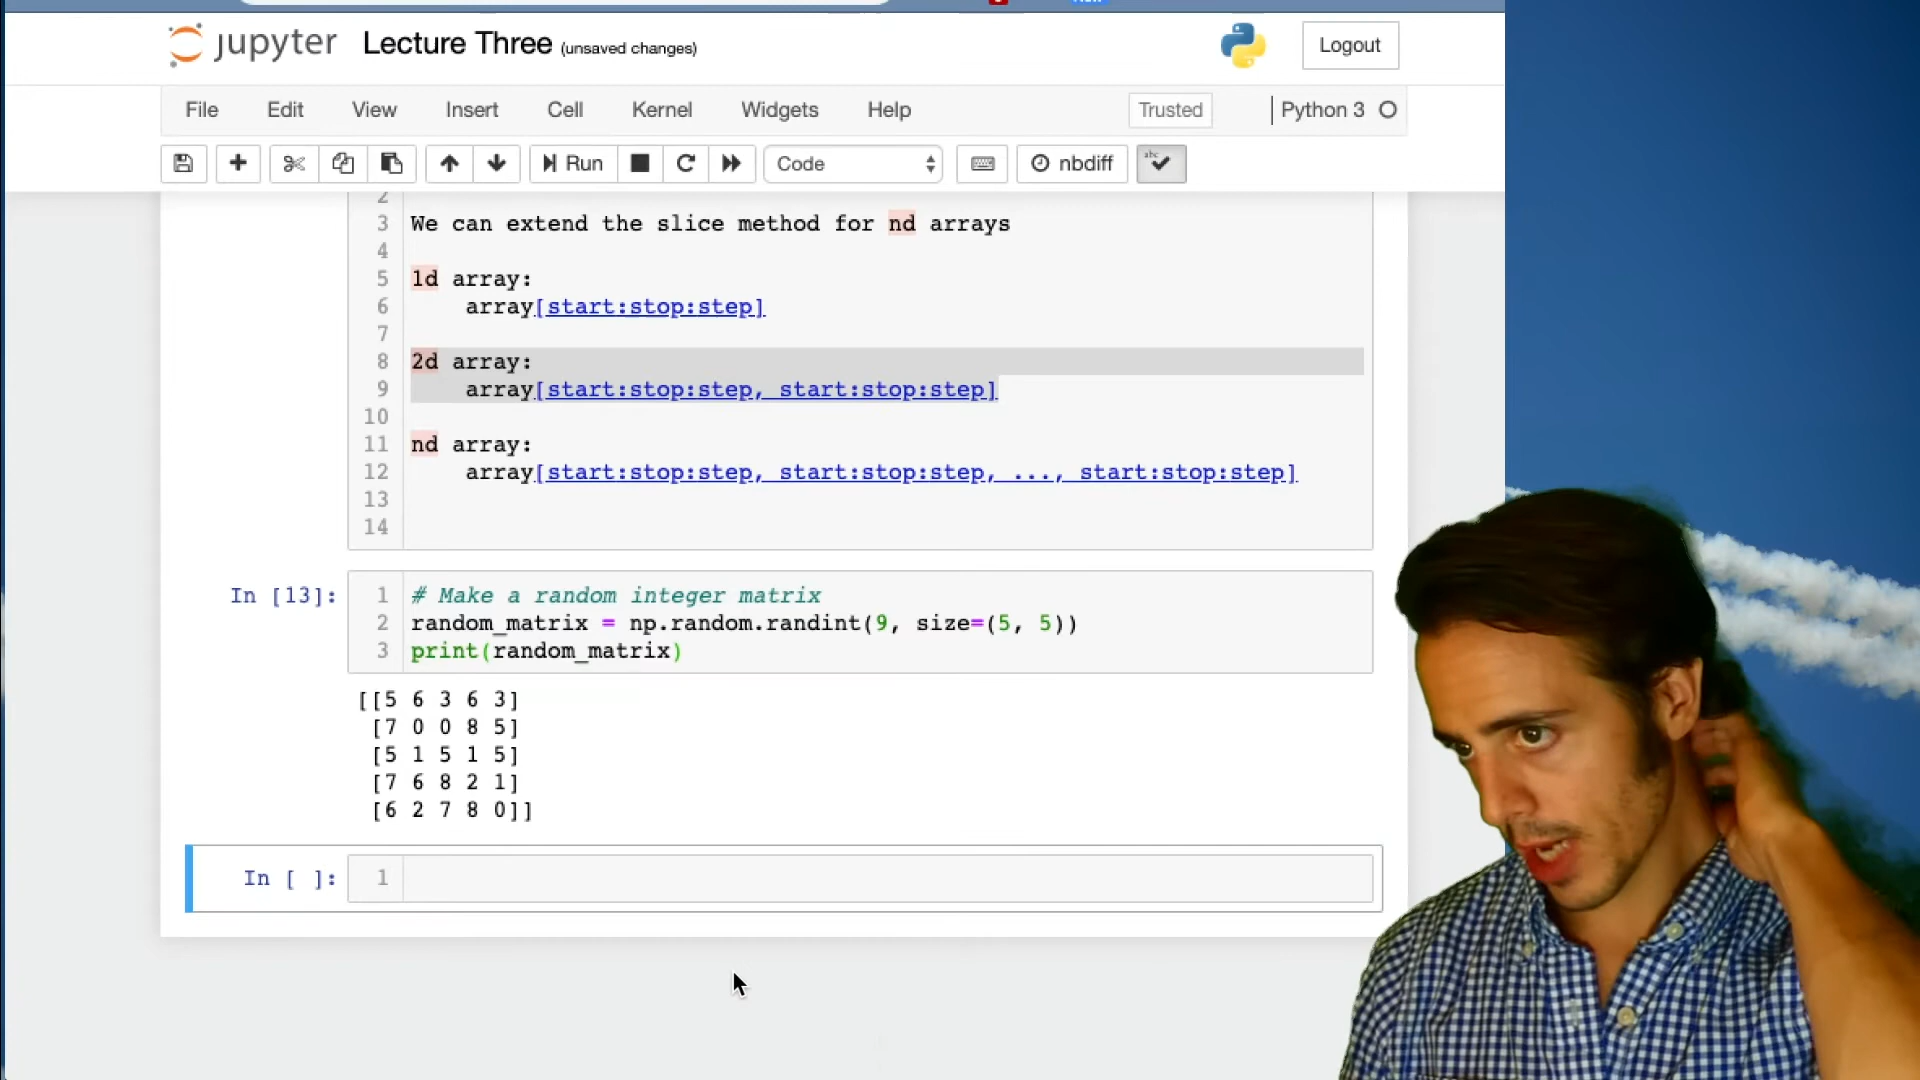 jupyter Lecture Three (unsaved changes) Logout
File Edit View Insert Cell Kernel Widgets Help Trusted Python 3
Run Code nbdiff
2
3 We can extend the slice method for nd arrays
4
5 1d array:
6 array[start:stop:step]
7
8 2d array:
9 array[start:stop:step, start:stop:step]
10
11 nd array:
12 array[start:stop:step, start:stop:step, ..., start:stop:step]
13
14
In [13]: 1 # Make a random integer matrix
2 random_matrix = np.random.randint(9, size=(5, 5))
3 print(random_matrix)
[[5 6 3 6 3]
[7 0 0 8 5]
[5 1 5 1 5]
[7 6 8 2 1]
[6 2 7 8 0]]
In [ ]: 1